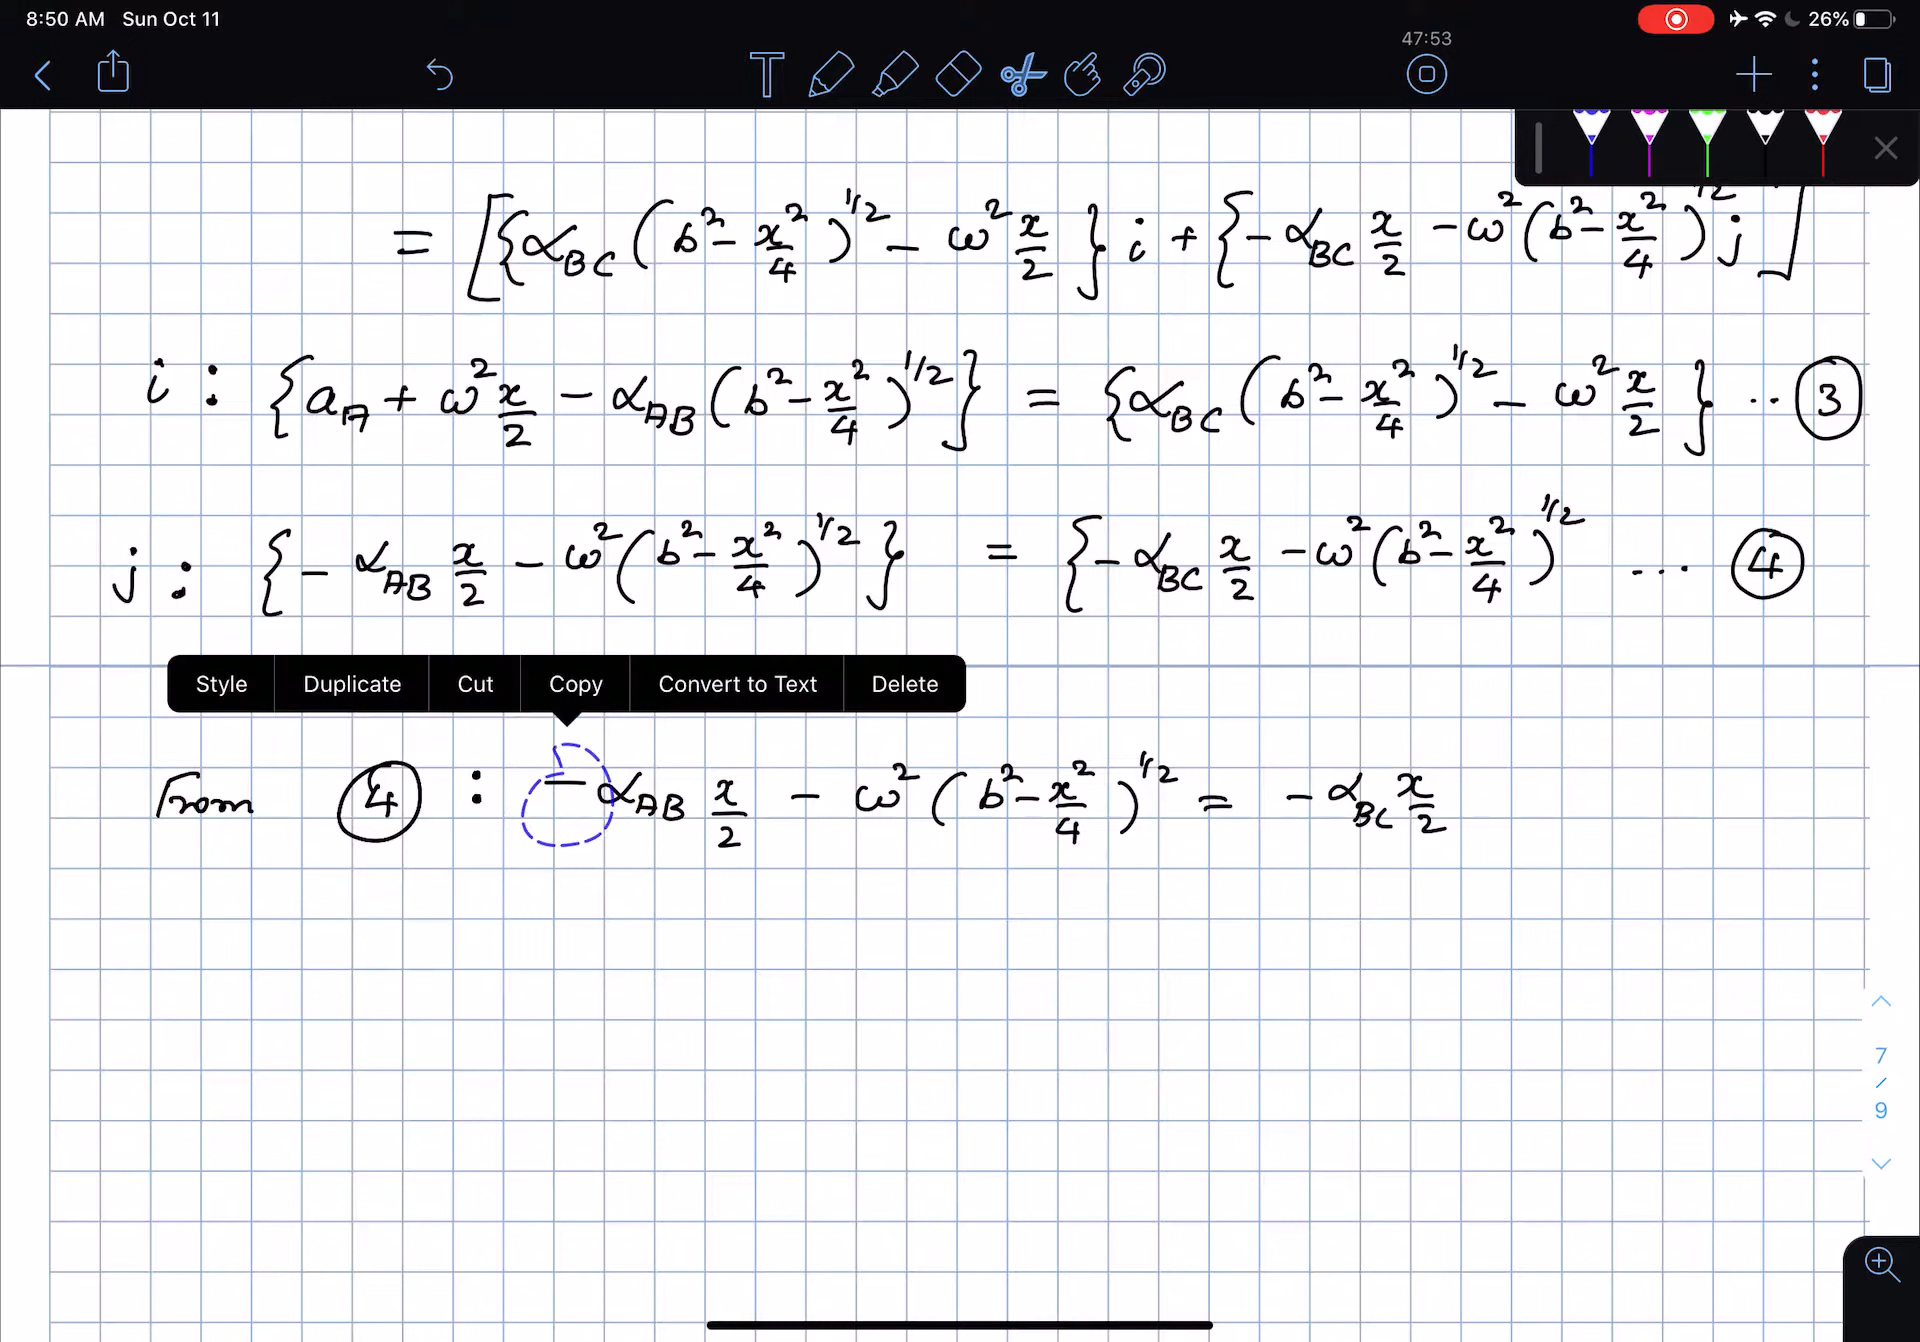 8:50 AM Sun Oct 11 26%
47:53
= [{α_BC (b² - x²/4)^1/2 - ω² x/2} i + {- α_BC x/2 - ω² (b² - x²/4)^1/2 j]
i : {a_A + ω² x/2 - α_AB (b² - x²/4)^1/2} = {α_BC (b² - x²/4)^1/2 - ω² x/2} .. ③
j : {- α_AB x/2 - ω² (b² - x²/4)^1/2} = {- α_BC x/2 - ω² (b² - x²/4)^1/2 ... ④
Style Duplicate Cut Copy Convert to Text Delete
From ④ : - α_AB x/2 - ω² (b² - x²/4)^1/2 = - α_BC x/2
7
/
9